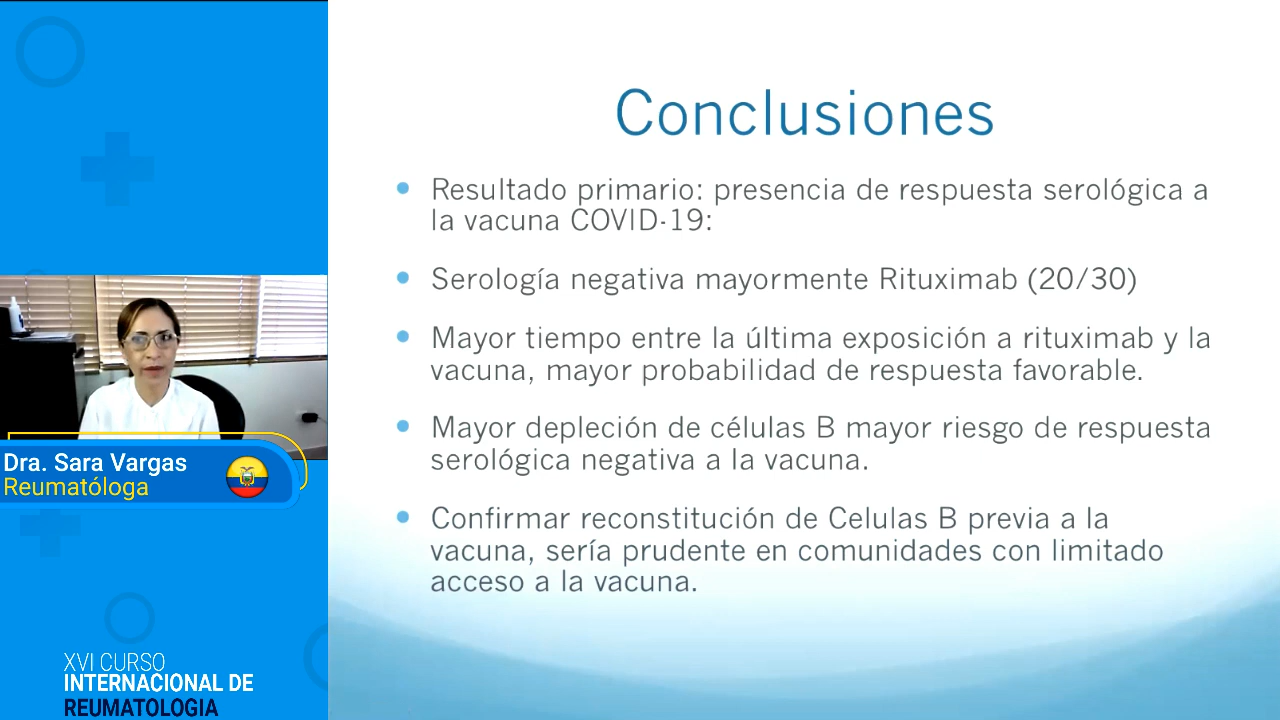 Conclusiones
Resultado primario: presencia de respuesta serológica a
la vacuna COVID-19:
Serología negativa mayormente Rituximab (20/30)
Mayor tiempo entre la última exposición a rituximab y la
vacuna, mayor probabilidad de respuesta favorable.
Mayor depleción de células B mayor riesgo de respuesta
serológica negativa a la vacuna.
Confirmar reconstitución de Celulas B previa a la
vacuna, sería prudente en comunidades con limitado
acceso a la vacuna.
Dra. Sara Vargas
Reumatóloga
XVI CURSO
INTERNACIONAL DE
REUMATOLOGIA